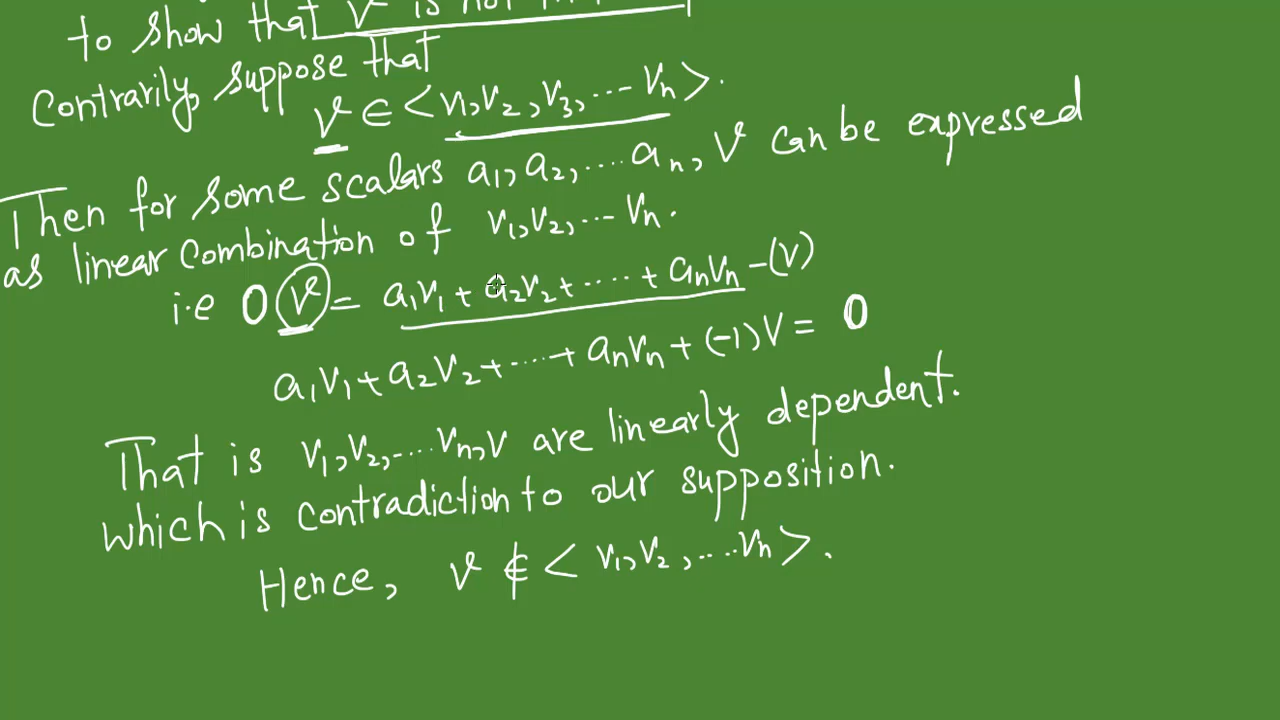 to show that v is not in
Contrarily, suppose that
v ∈ < v1, v2, v3, ... vn >.
Then for some scalars a1, a2, .... an, v can be expressed
as linear combination of v1, v2, ... vn.
i.e 0 v = a1v1 + a2v2 + ..... + anvn -(v)
a1v1 + a2v2 + ..... + anvn + (-1)v = 0
That is v1, v2, .... vn, v are linearly dependent.
which is contradiction to our supposition.
Hence, v ∉ < v1, v2, .... vn >.